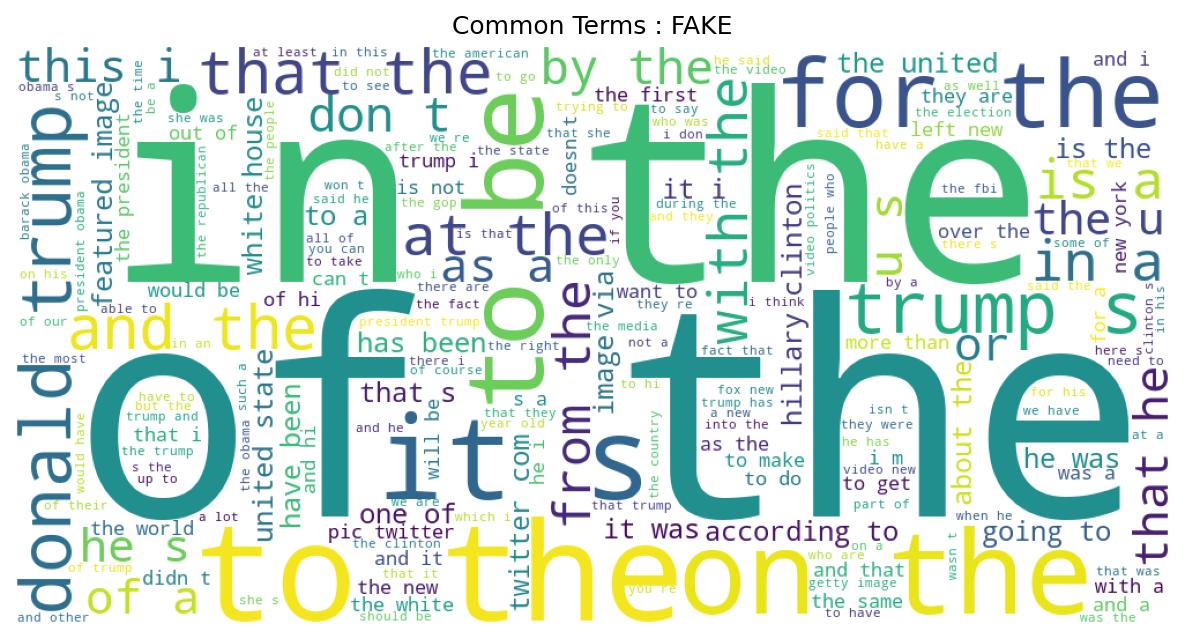 Common Terms : FAKE
this i
that the
at least
in this
the american
by the
he said
the video
for the
the united
and i
obama s
s not
the time
be a
did not
to see
to go
as well
they are
the election
left new
trump
featured image
she was
out of
the president
white house
the people
don t
we re
after the
trump i
the state
to be
trying to
that she
doesn t
the first
to say
who was
i don
with the
said that
have a
is the
that we
in the
barack obama
president obama
the republican
all the
won t
said he
to a
all of
you can
to take
can t
is not
the gop
at the
is that
as a
who i
of this
the only
if you
it i
during the
and they
clinton
hillary
video politics
people who
u s
the fbi
over the
there s
is a
the u
some of
new york
in a
said the
by a
on his
of our
able to
would be
of hi
there are
the fact
president trump
want to
they re
i think
the media
image via
from the
trump s
for a
clinton s
in his
and the
in an
has been
the right
there i
of course
not a
fact that
more than
or
here s
need to
the most
donald
of the
united state
the obama
such a
have been
and hi
have to
but the
trump and
that i
the trump
s the
up to
would have
that s
and he
it s
will be
s a
that they
year old
he i
twitter com
to hi
the country
fox new
trump has
a new
into the
as the
to make
to do
isn t
they were
he has
i m
video new
to get
part of
about the
for his
we have
he was
was a
at a
that he
of their
the world
a lot
we are
one of
which i
pic twitter
that trump
it was
according to
when he
going to
he s
of trump
didn t
of a
she s
and other
to the
the clinton
and it
that it
the new
the white
should be
you re
on the
on a
who are
and that
getty image
the same
to have
wasn t
that was
with a
and a
was the